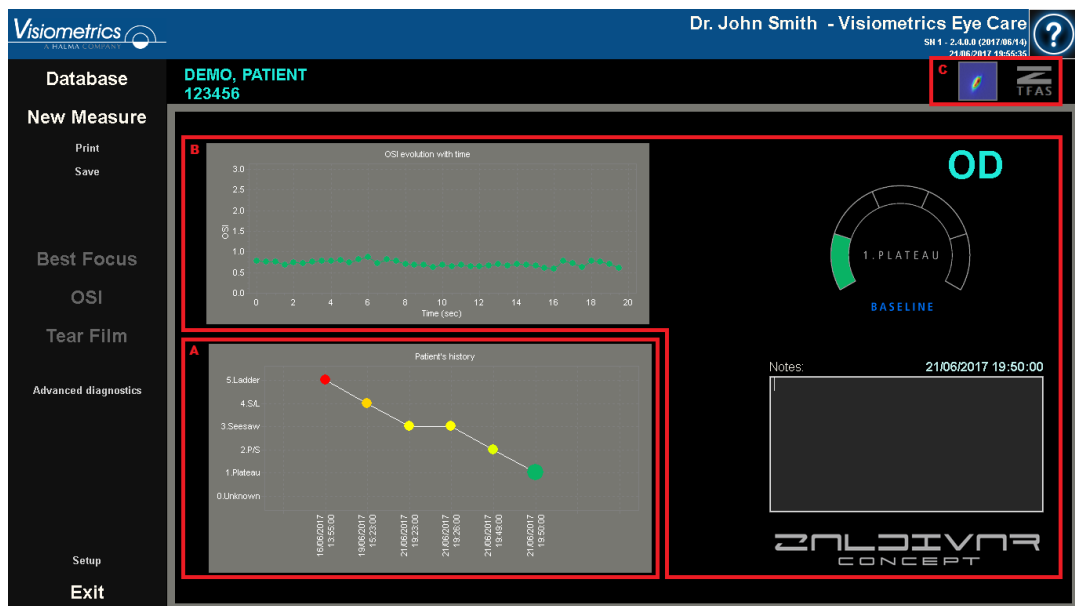 Visiometrics
A HALMA COMPANY
Dr. John Smith - Visiometrics Eye Care
SN 1 - 2.4.0.0 (2017/06/14)
21/06/2017 19:55:35
?
Database
New Measure
Print
Save
Best Focus
OSI
Tear Film
Advanced diagnostics
Setup
Exit
DEMO, PATIENT
123456
C
TFAS
B
OSI evolution with time
OSI
3.0
2.5
2.0
1.5
1.0
0.5
0.0
0 2 4 6 8 10 12 14 16 18 20
Time (sec)
OD
1.PLATEAU
BASELINE
A
Patient's history
5.Ladder
4.S/L
3.Seesaw
2.P/S
1.Plateau
0.Unknown
16/06/2017 13:55:00
19/06/2017 15:23:00
21/06/2017 19:23:00
21/06/2017 19:26:00
21/06/2017 19:49:00
21/06/2017 19:50:00
Notes: 21/06/2017 19:50:00
ZALDIVAR
CONCEPT